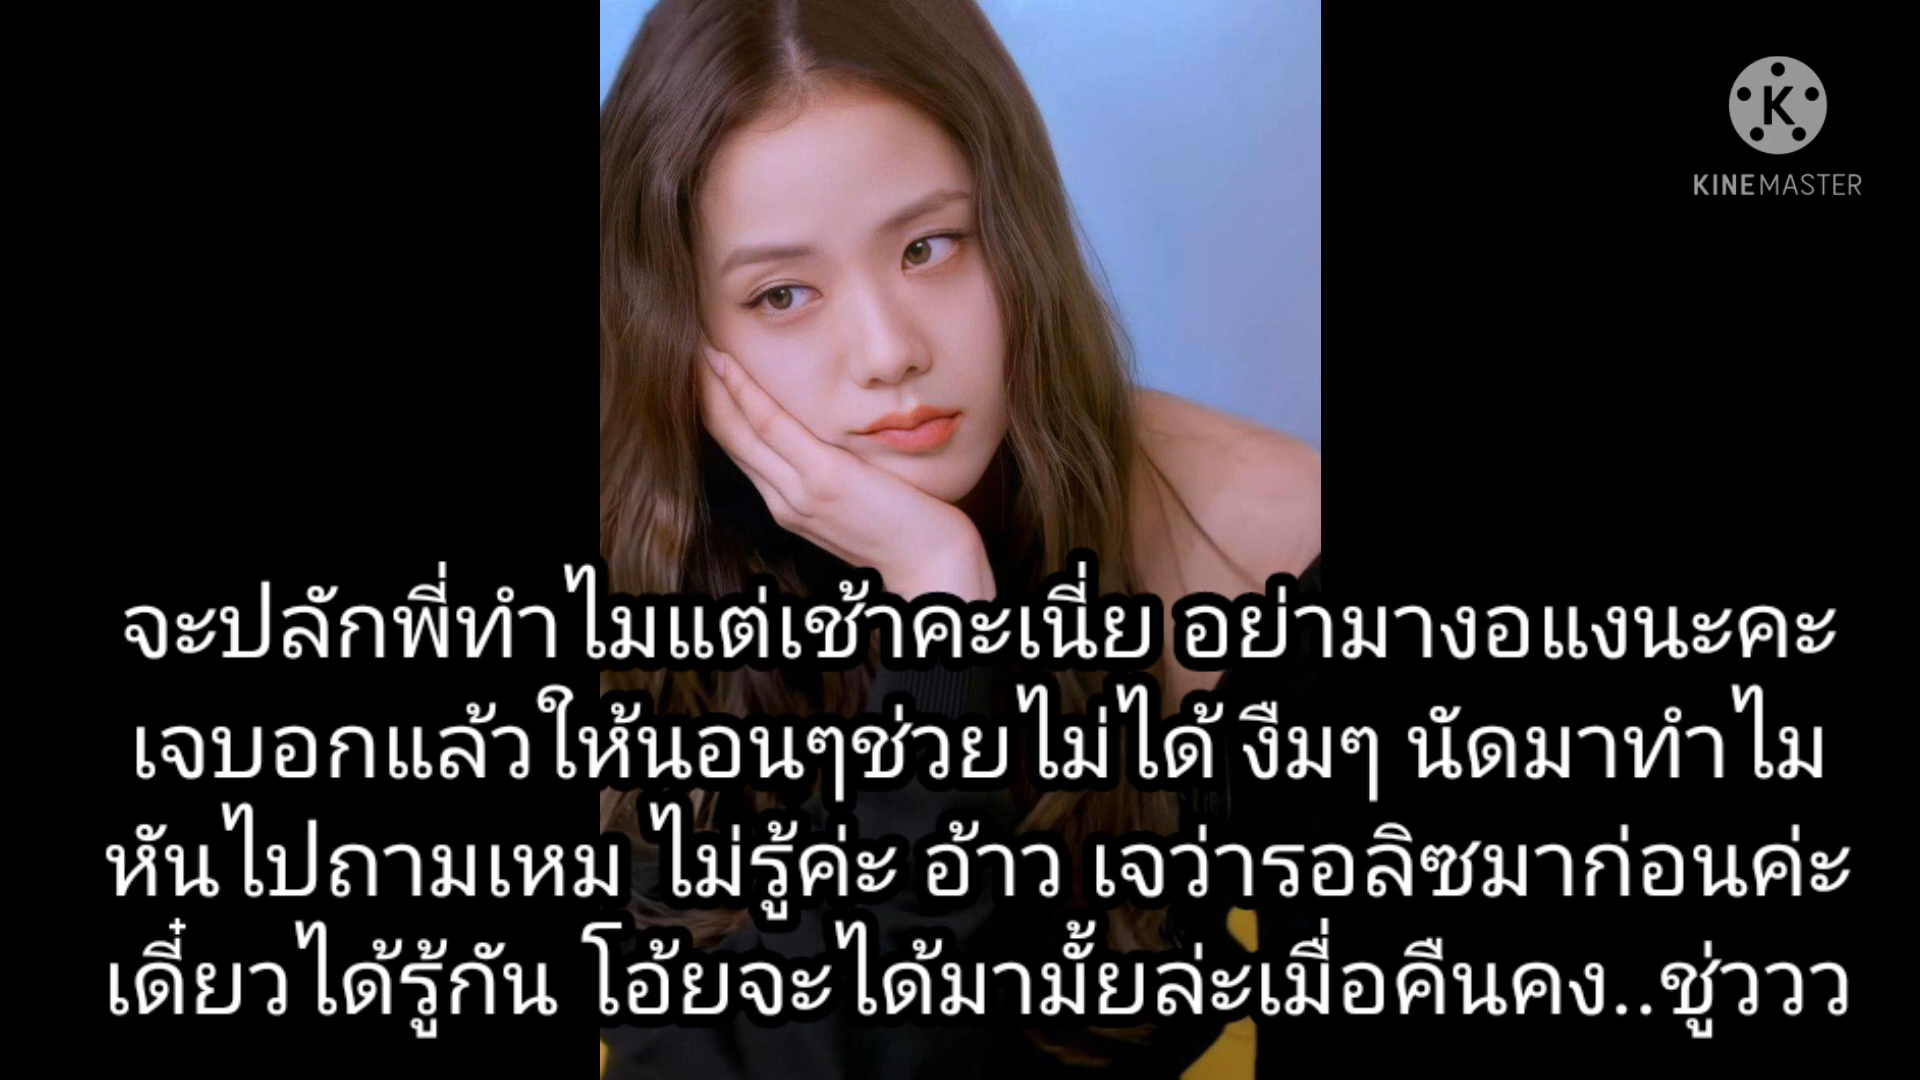 KINEMASTER
จะปลักพี่ทำไมแต่เช้าคะเนี่ย อย่ามางอแงนะคะ
เจบอกแล้วให้นอนๆช่วยไม่ได้ งืมๆ นัดมาทำไม
หันไปถามเหม ไม่รู้ค่ะ อ้าว เจว่ารอลิซมาก่อนค่ะ
เดี๋ยวได้รู้กัน โอ้ยจะได้มามั้ยล่ะเมื่อคืนคง..ชู่ววว